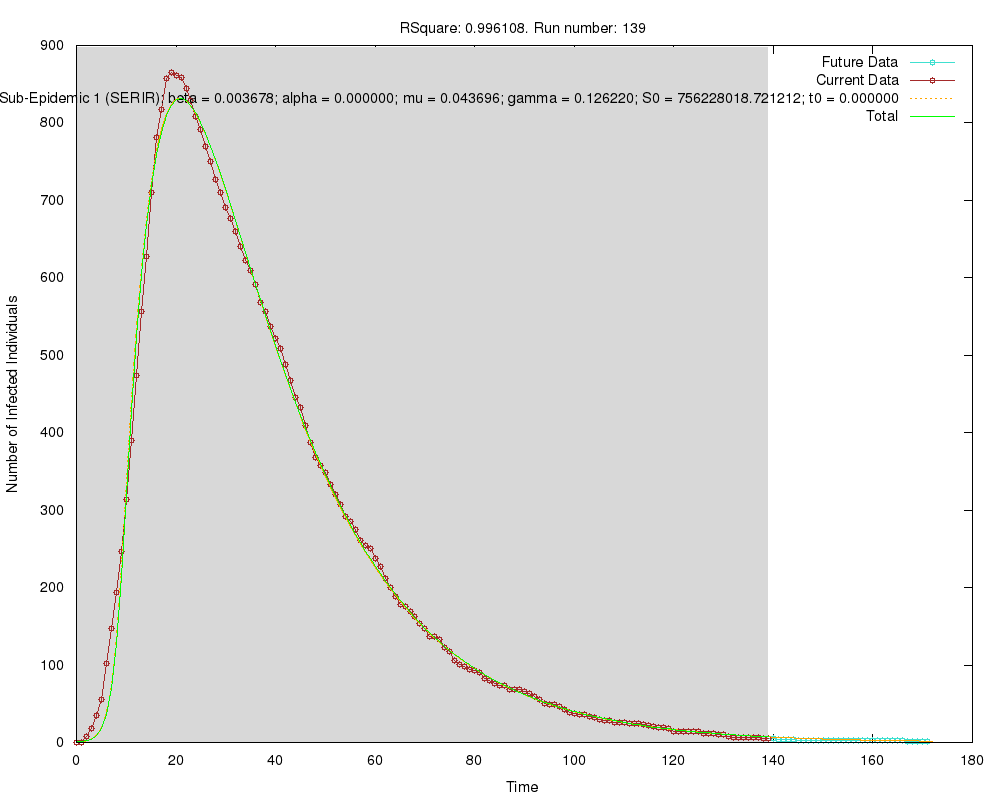 RSquare: 0.996108. Run number: 139
900
800
700
600
500
400
300
200
100
0
Number of Infected Individuals
Future Data
Current Data
Sub-Epidemic 1 (SERIR); beta = 0.003678; alpha = 0.000000; mu = 0.043696; gamma = 0.126220; S0 = 756228018.721212; t0 = 0.000000
Total
0 20 40 60 80 100 120 140 160 180
Time